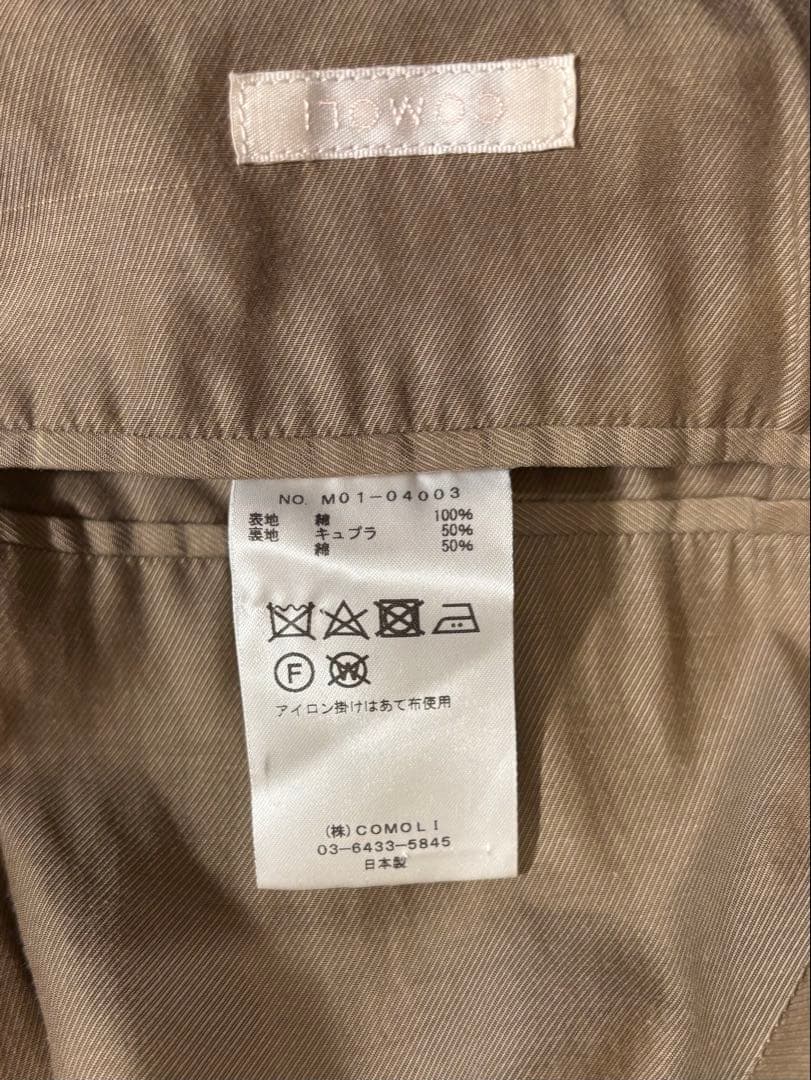 COMOLI
NO. M01-04003
表地 綿 100%
裏地 キュプラ 50%
綿 50%
F
W
アイロン掛けはあて布使用
(株)COMOLI
03-6433-5845
日本製